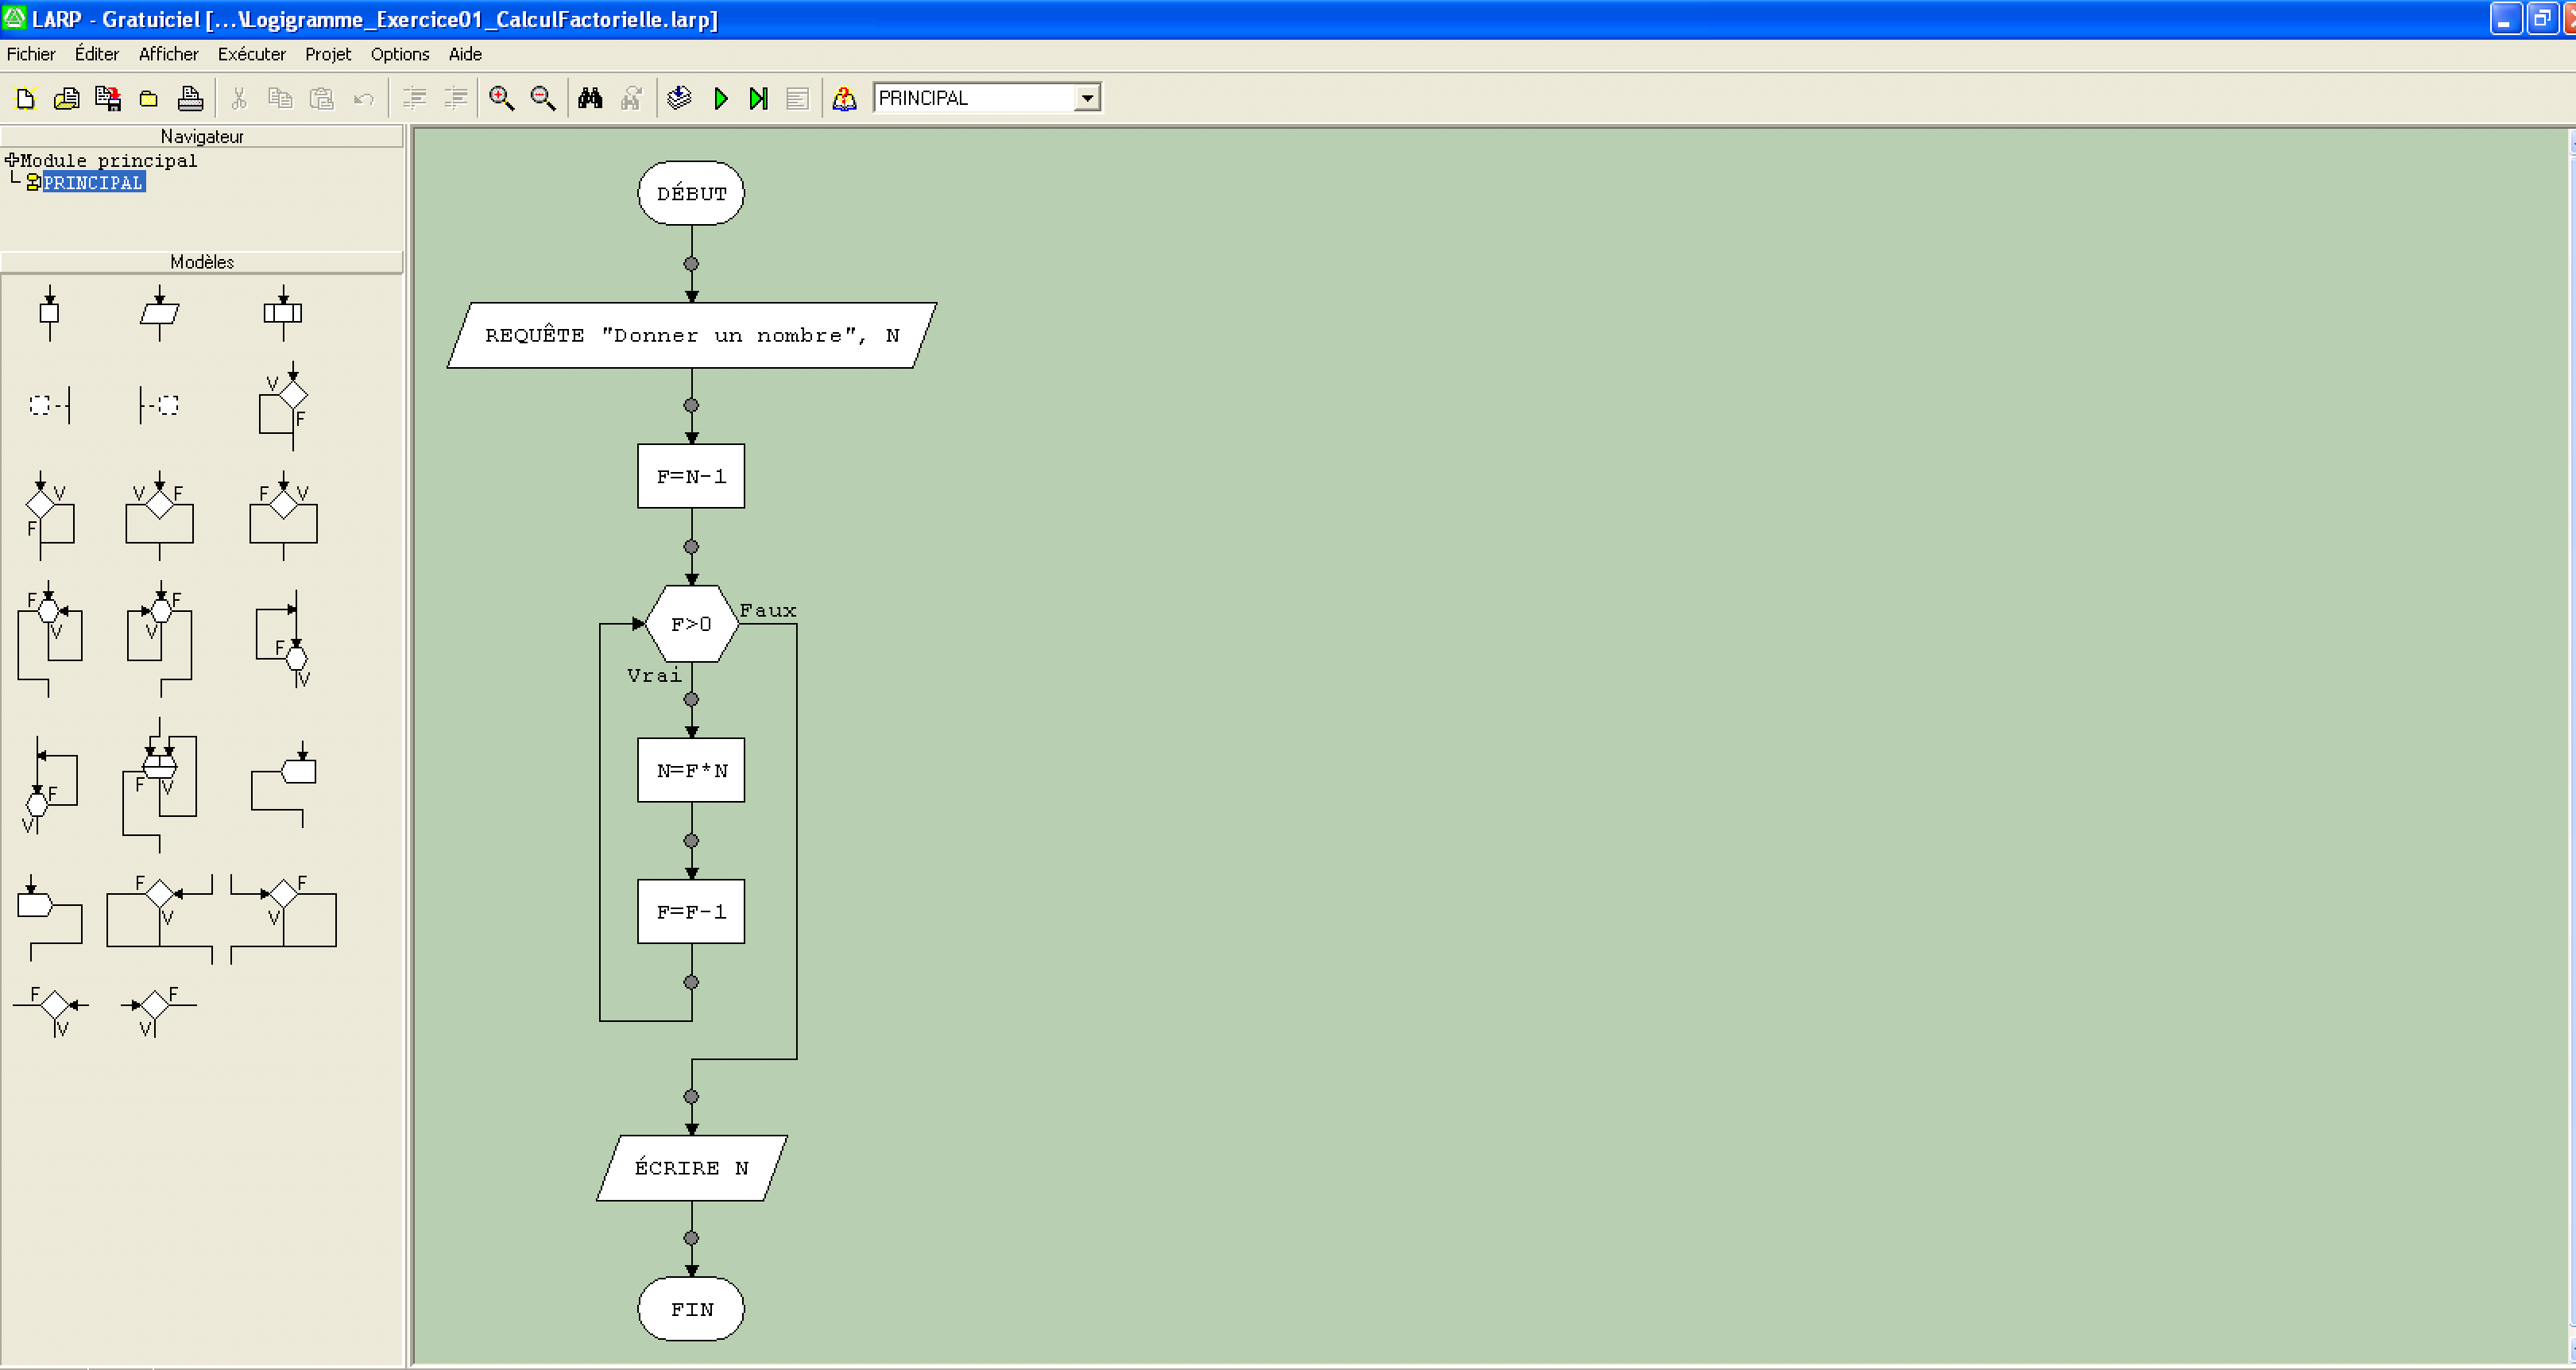 LARP - Gratuiciel [...\Logigramme_Exercice01_CalculFactorielle.larp]
Fichier Éditer Afficher Exécuter Projet Options Aide
PRINCIPAL
Navigateur
Module principal
PRINCIPAL
Modèles
V
F
V
F
V F
F V
F
V
F
V
F
V
F
V
F
V
F
V
F
V
F
V
F
V
DÉBUT
REQUÊTE "Donner un nombre", N
F=N-1
F>0
Faux
Vrai
N=F*N
F=F-1
ÉCRIRE N
FIN